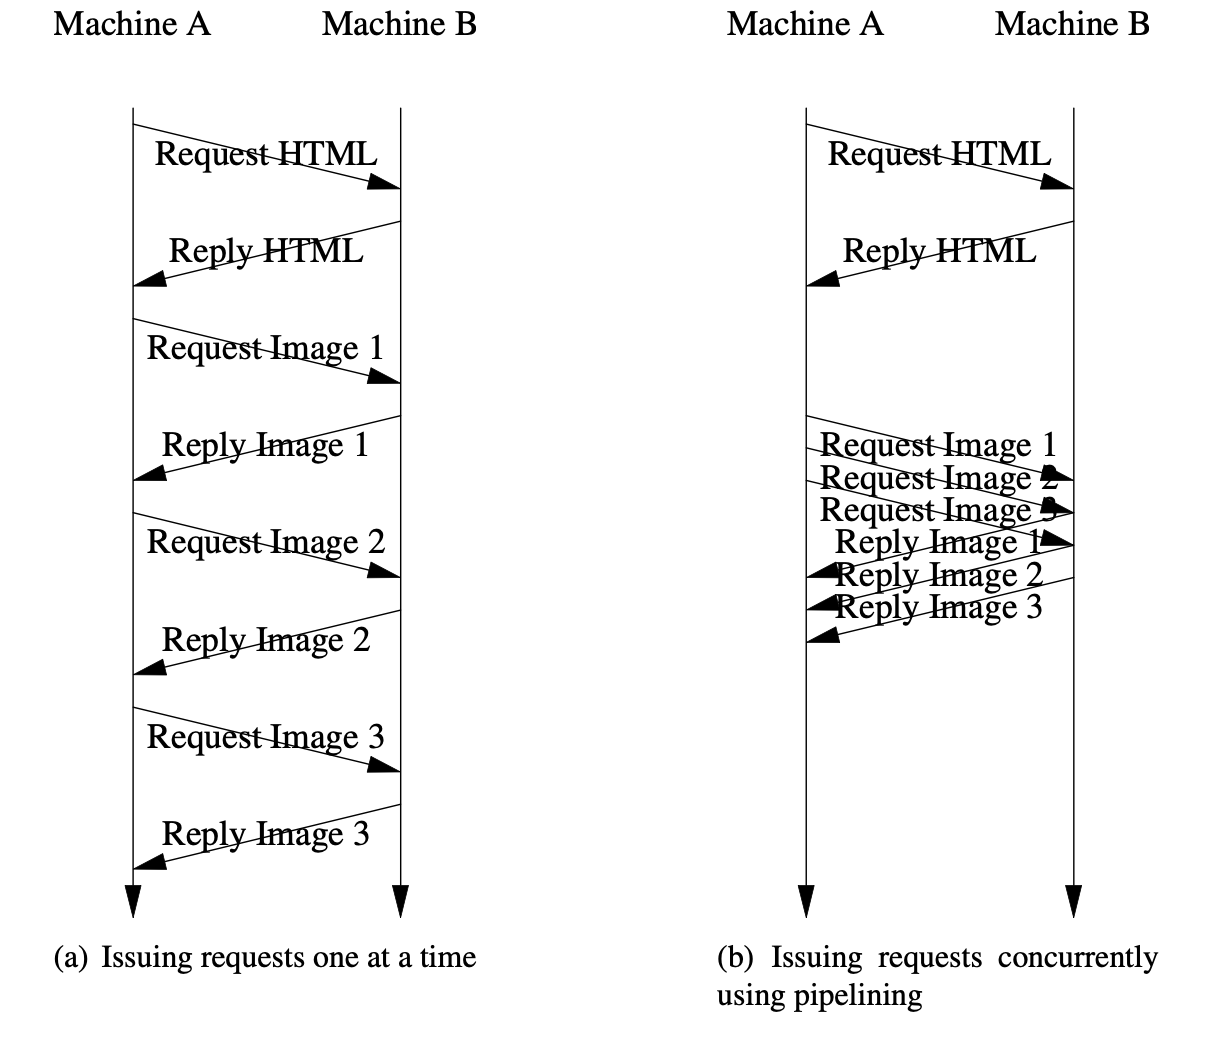 Machine A
Machine B
Request HTML
Reply HTML
Request Image 1
Reply Image 1
Request Image 2
Reply Image 2
Request Image 3
Reply Image 3
(a) Issuing requests one at a time
Machine A
Machine B
Request HTML
Reply HTML
Request Image 1
Request Image 2
Request Image 3
Reply Image 1
Reply Image 2
Reply Image 3
(b) Issuing requests concurrently
using pipelining